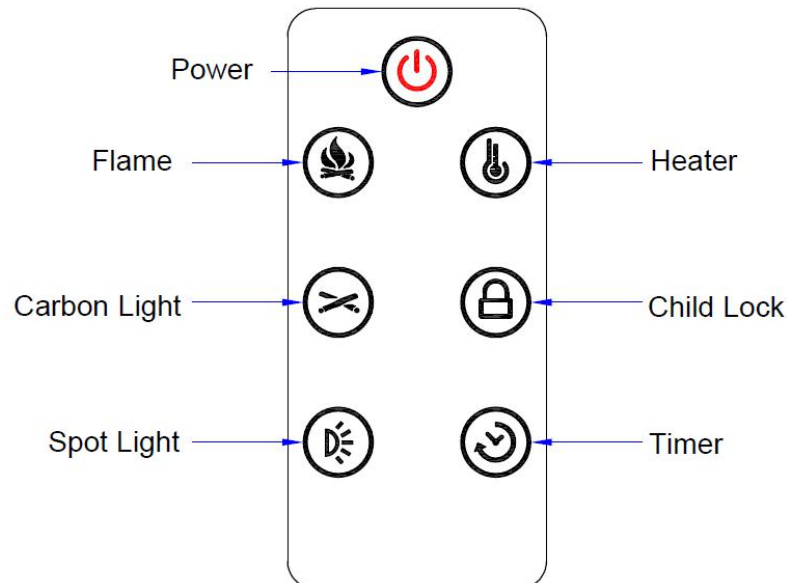 Power
Flame
Heater
Carbon Light
Child Lock
Spot Light
Timer